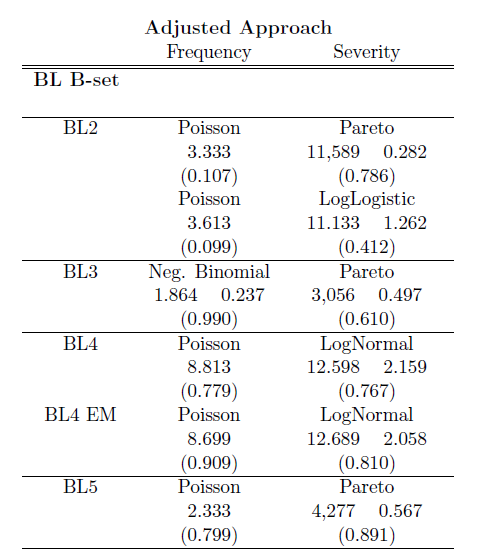 Adjusted Approach
Frequency Severity
BL B-set
BL2 Poisson Pareto
3.333 11,589 0.282
(0.107) (0.786)
Poisson LogLogistic
3.613 11.133 1.262
(0.099) (0.412)
BL3 Neg. Binomial Pareto
1.864 0.237 3,056 0.497
(0.990) (0.610)
BL4 Poisson LogNormal
8.813 12.598 2.159
(0.779) (0.767)
BL4 EM Poisson LogNormal
8.699 12.689 2.058
(0.909) (0.810)
BL5 Poisson Pareto
2.333 4,277 0.567
(0.799) (0.891)